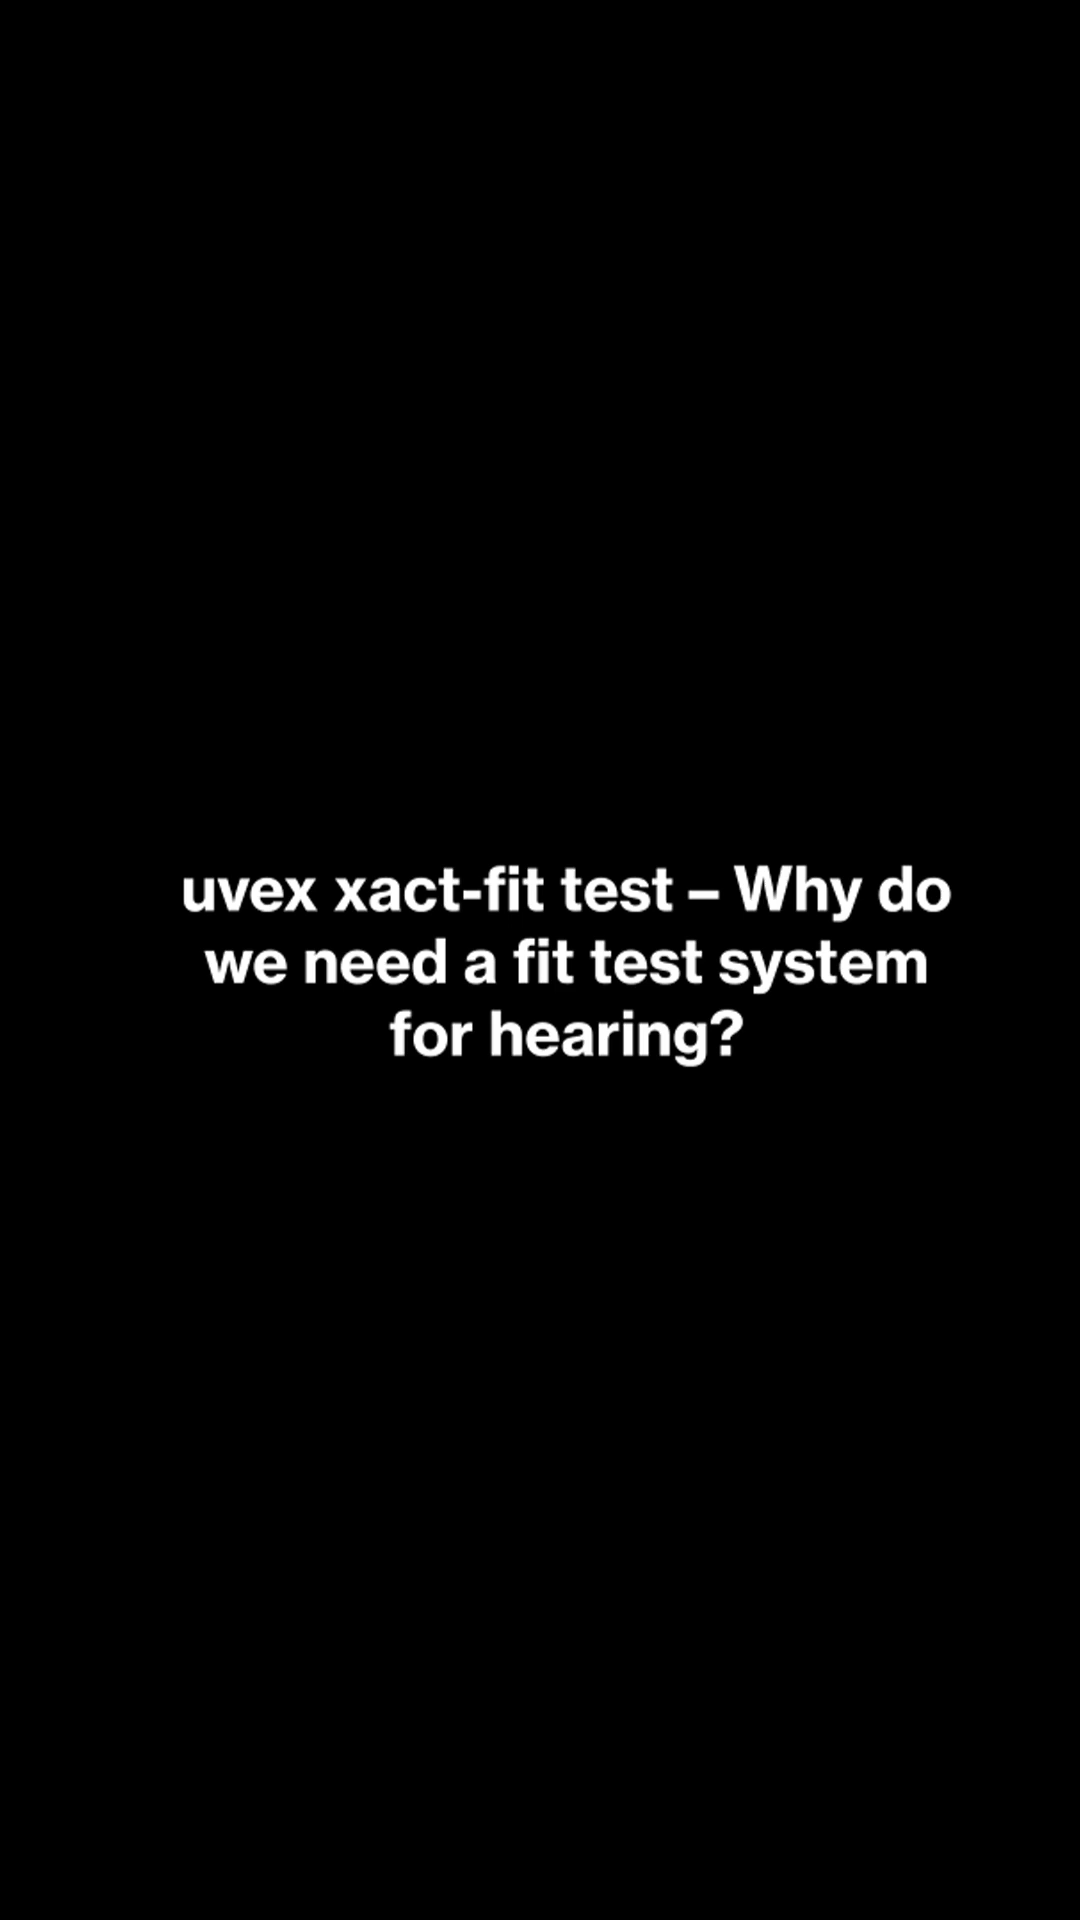 uvex xact-fit test – Why do
we need a fit test system
for hearing?